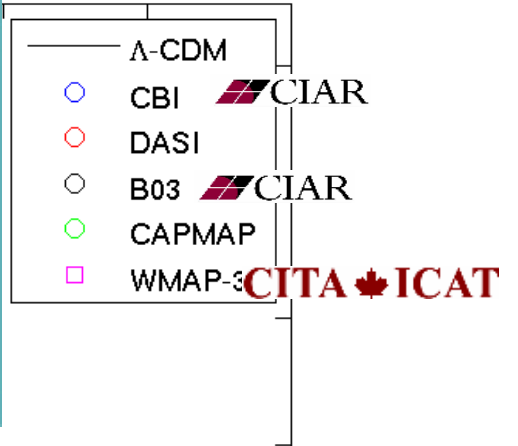 Λ-CDM
CBI CIAR
DASI
B03 CIAR
CAPMAP
WMAP-3 CITA ICAT